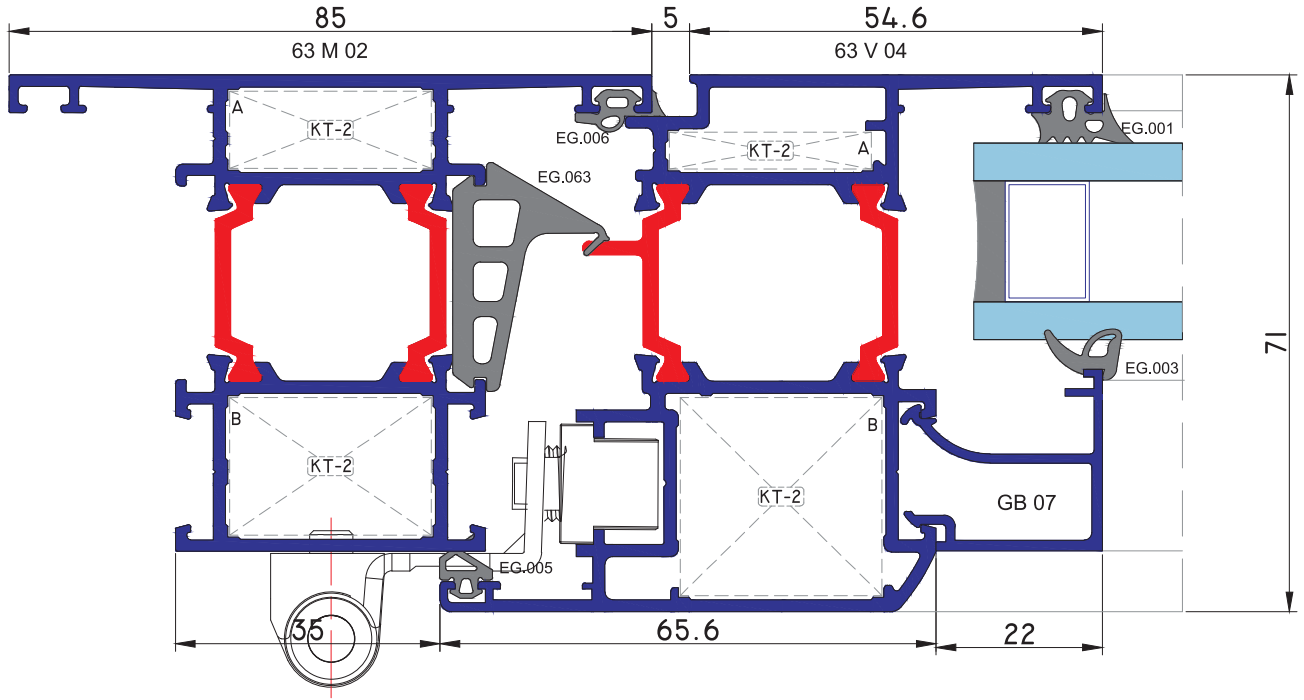 85
5
54.6
63 M 02
63 V 04
A
KT-2
EG.006
KT-2
A
EG.001
EG.063
71
EG.003
B
KT-2
B
KT-2
GB 07
EG.005
35
65.6
22